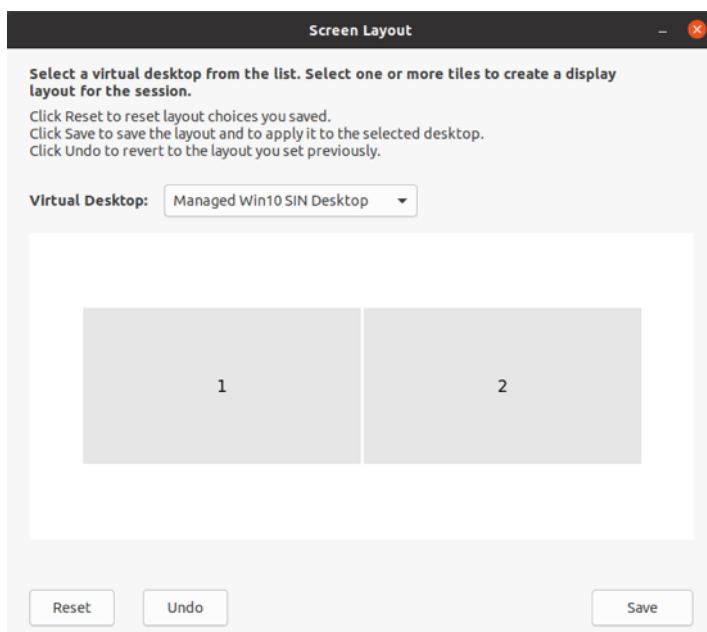 Screen Layout
Select a virtual desktop from the list. Select one or more tiles to create a display
layout for the session.
Click Reset to reset layout choices you saved.
Click Save to save the layout and to apply it to the selected desktop.
Click Undo to revert to the layout you set previously.
Virtual Desktop: Managed Win10 SIN Desktop
1 2
Reset Undo Save